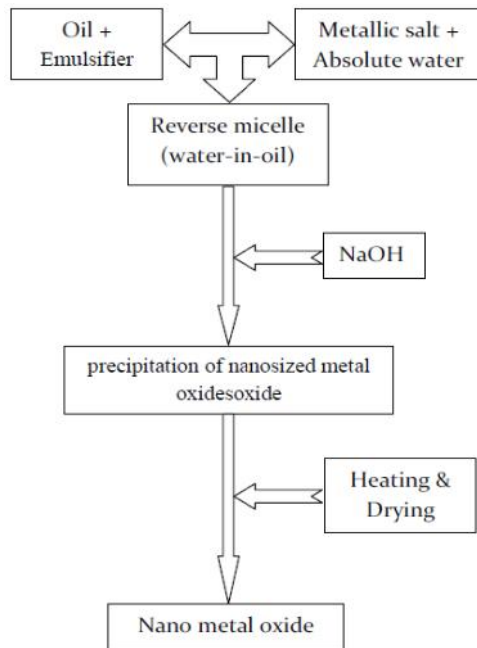 Oil +
Emulsifier
Metallic salt +
Absolute water
Reverse micelle
(water-in-oil)
NaOH
precipitation of nanosized metal
oxidesoxide
Heating &
Drying
Nano metal oxide